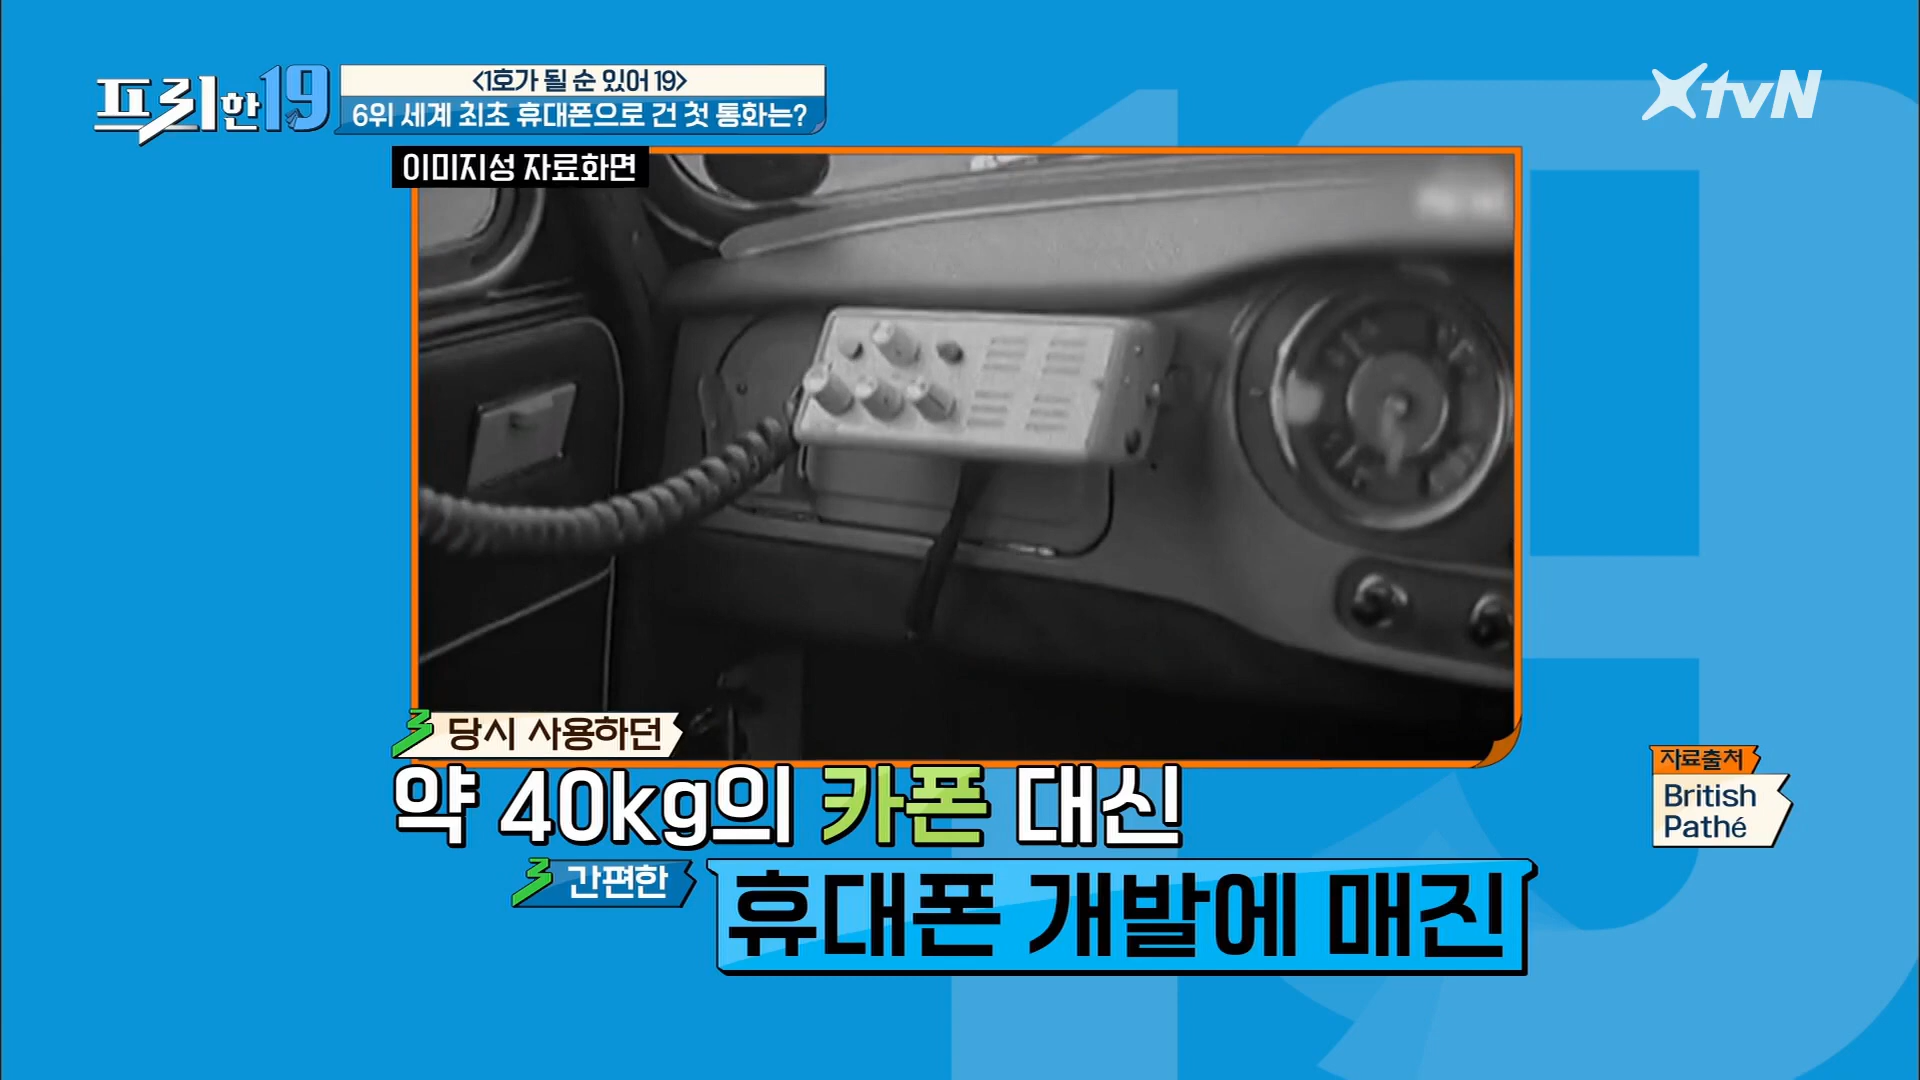 프리한19
<1호가 될 순 있어 19>
6위 세계 최초 휴대폰으로 건 첫 통화는?
XtvN
이미지성 자료화면
당시 사용하던
약 40kg의 카폰 대신
간편한
휴대폰 개발에 매진
자료출처
British
Pathé